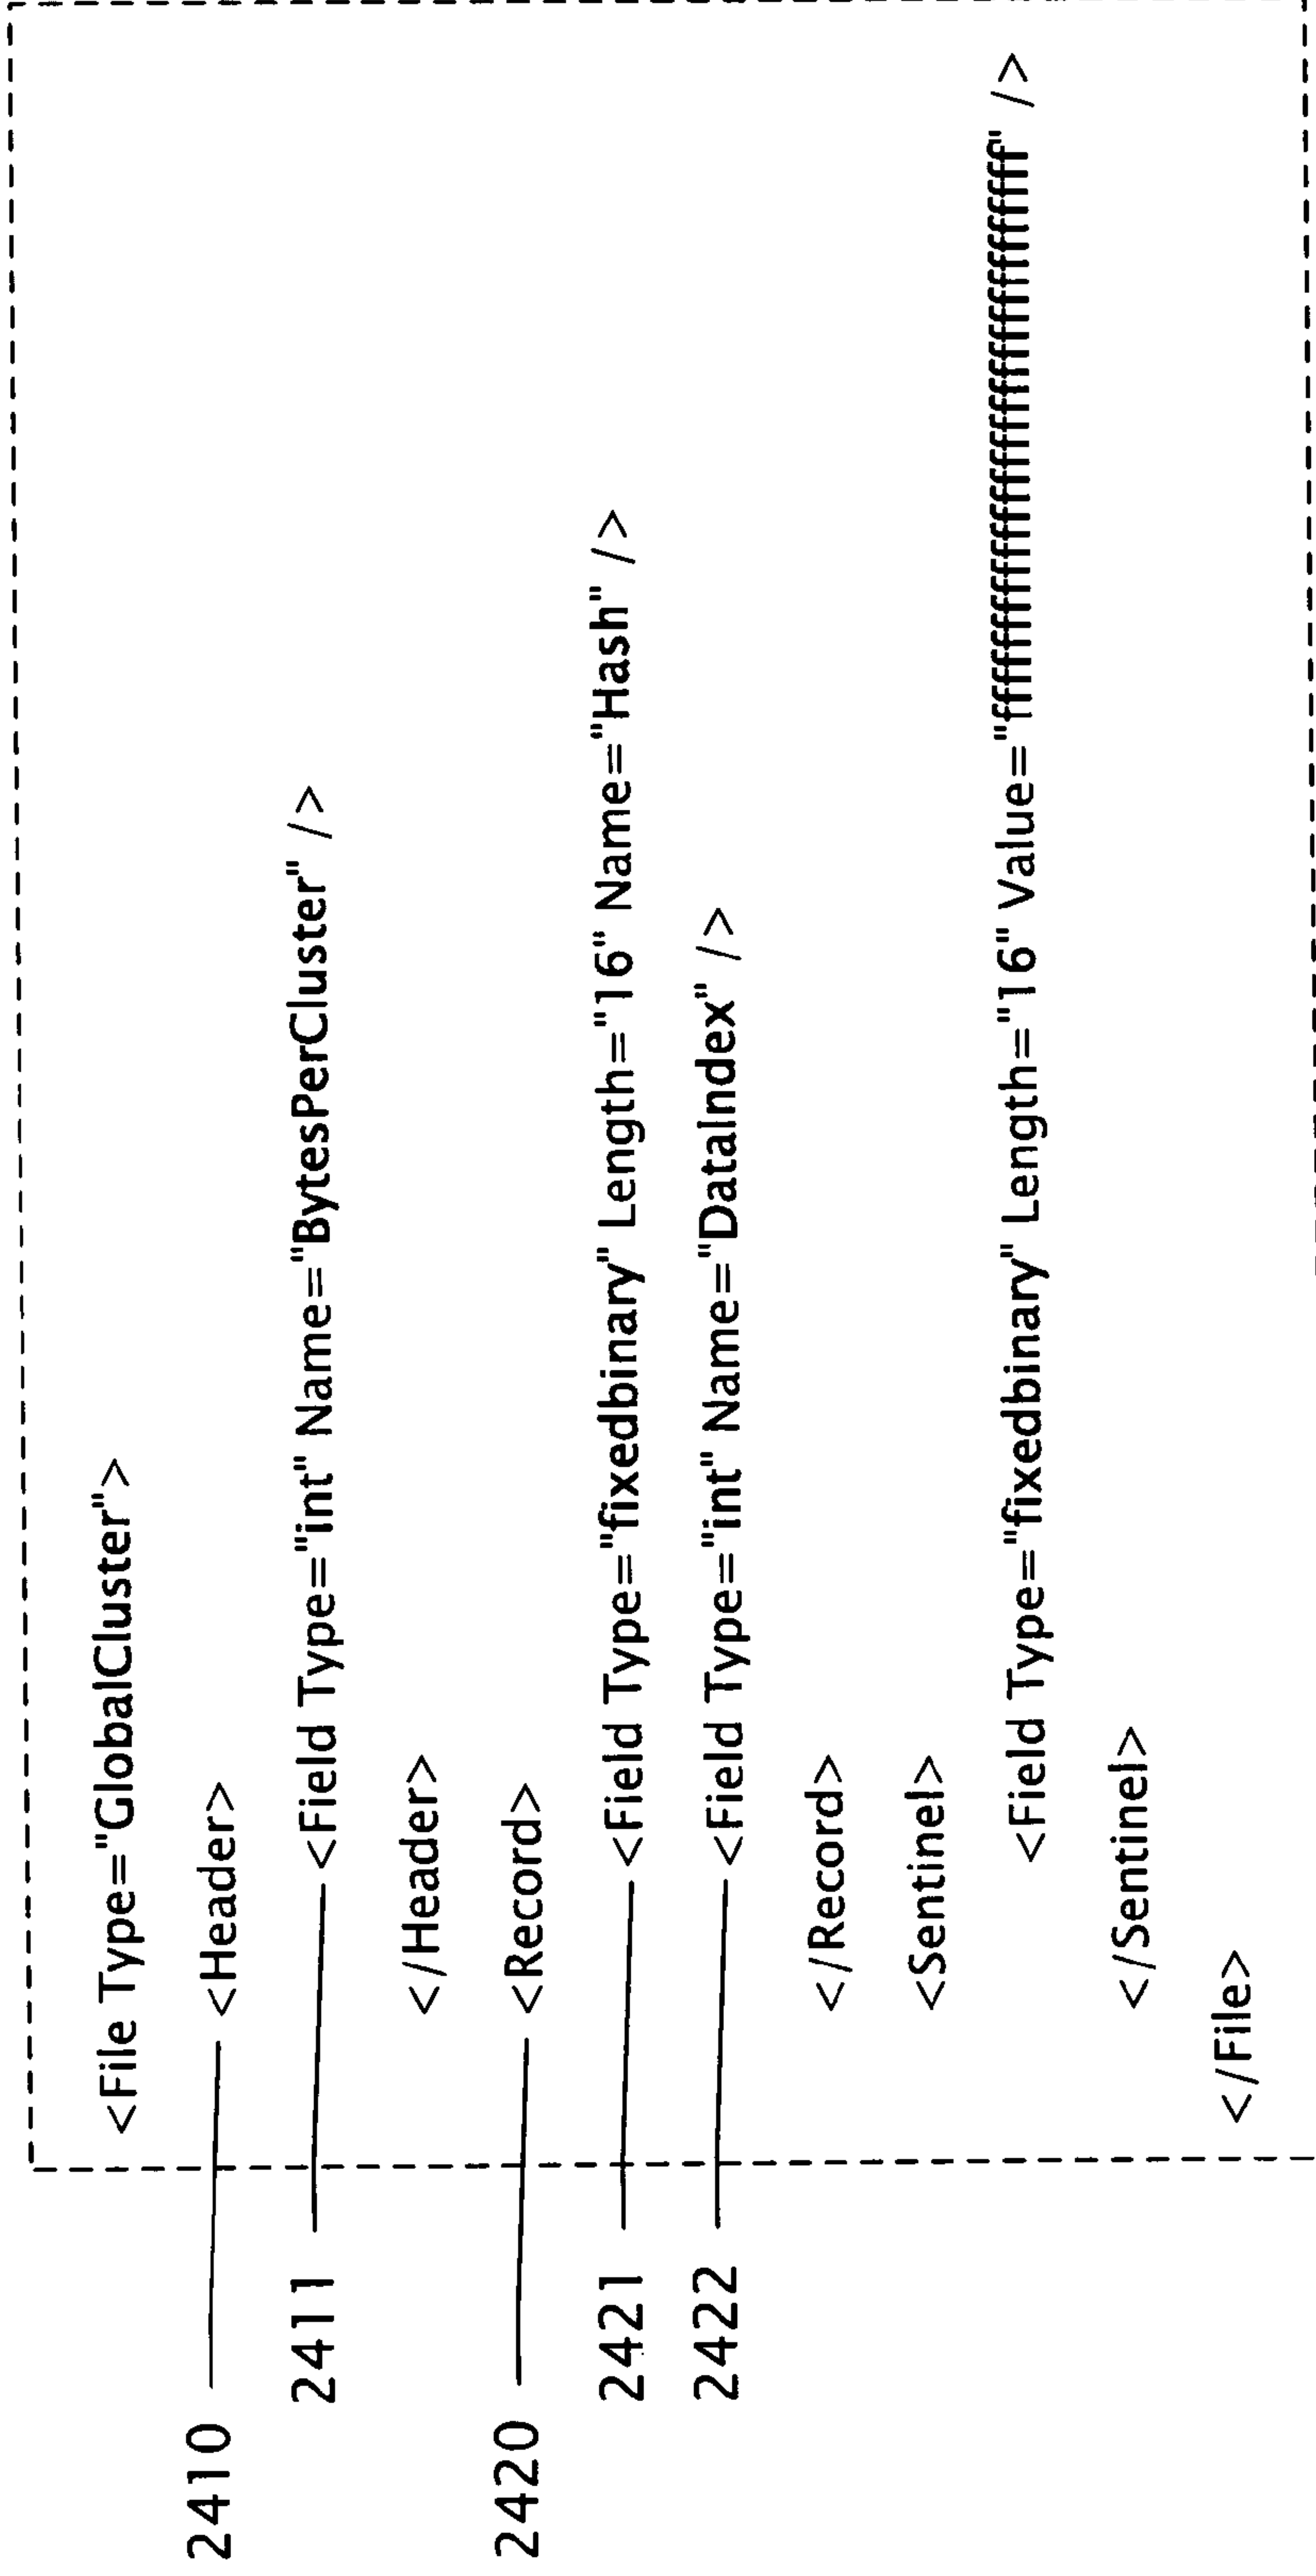 <File Type="GlobalCluster">
2410 <Header>
2411 <Field Type="int" Name="BytesPerCluster" />
</Header>
2420 <Record>
2421 <Field Type="fixedbinary" Length="16" Name="Hash" />
2422 <Field Type="int" Name="DataIndex" />
</Record>
<Sentinel>
<Field Type="fixedbinary" Length="16" Value="ffffffffffffffffffffffffffffffff" />
</Sentinel>
</File>